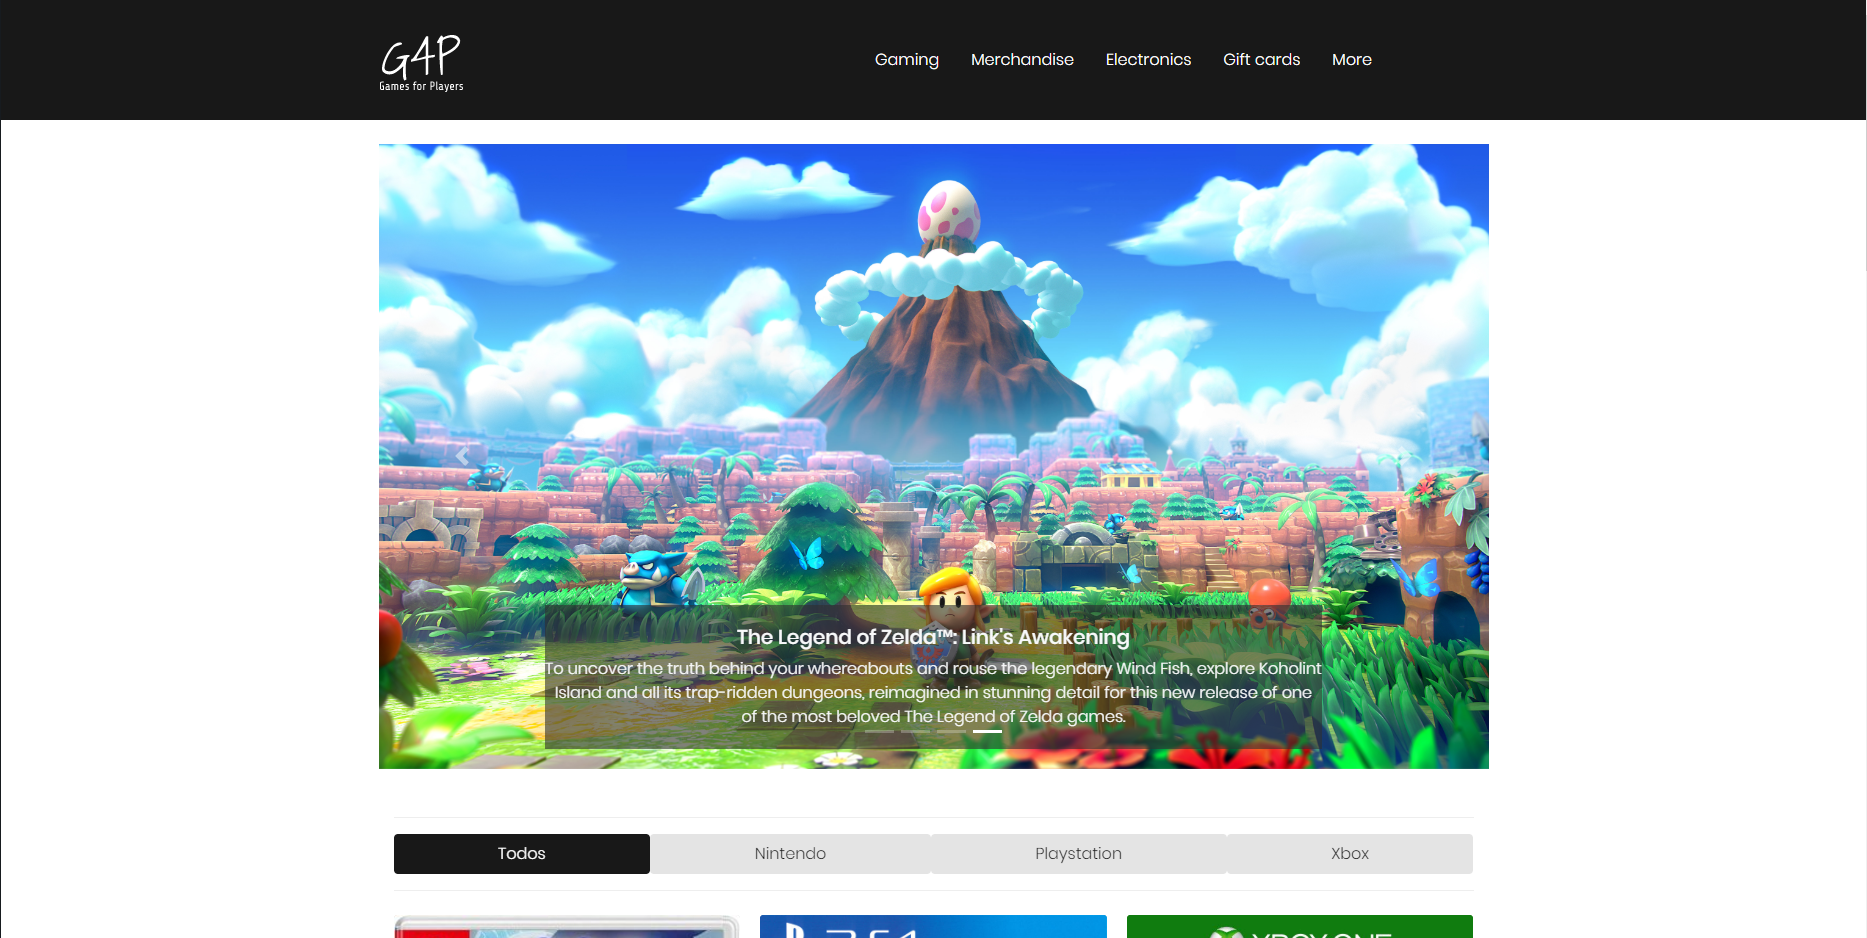 G4P
Games for Players
Gaming Merchandise Electronics Gift cards More
The Legend of Zelda™: Link's Awakening
To uncover the truth behind your whereabouts and rouse the legendary Wind Fish, explore Koholint
Island and all its trap-ridden dungeons, reimagined in stunning detail for this new release of one
of the most beloved The Legend of Zelda games.
Todos Nintendo Playstation Xbox
PS4 XBOX ONE